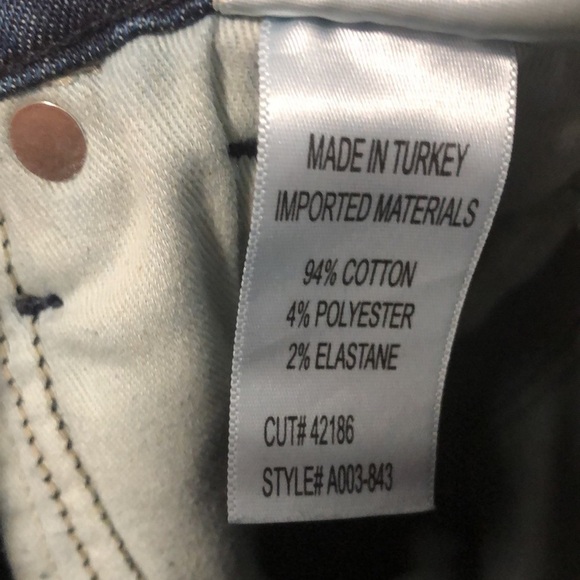 MADE IN TURKEY
IMPORTED MATERIALS
94% COTTON
4% POLYESTER
2% ELASTANE
CUT# 42186
STYLE# A003-843